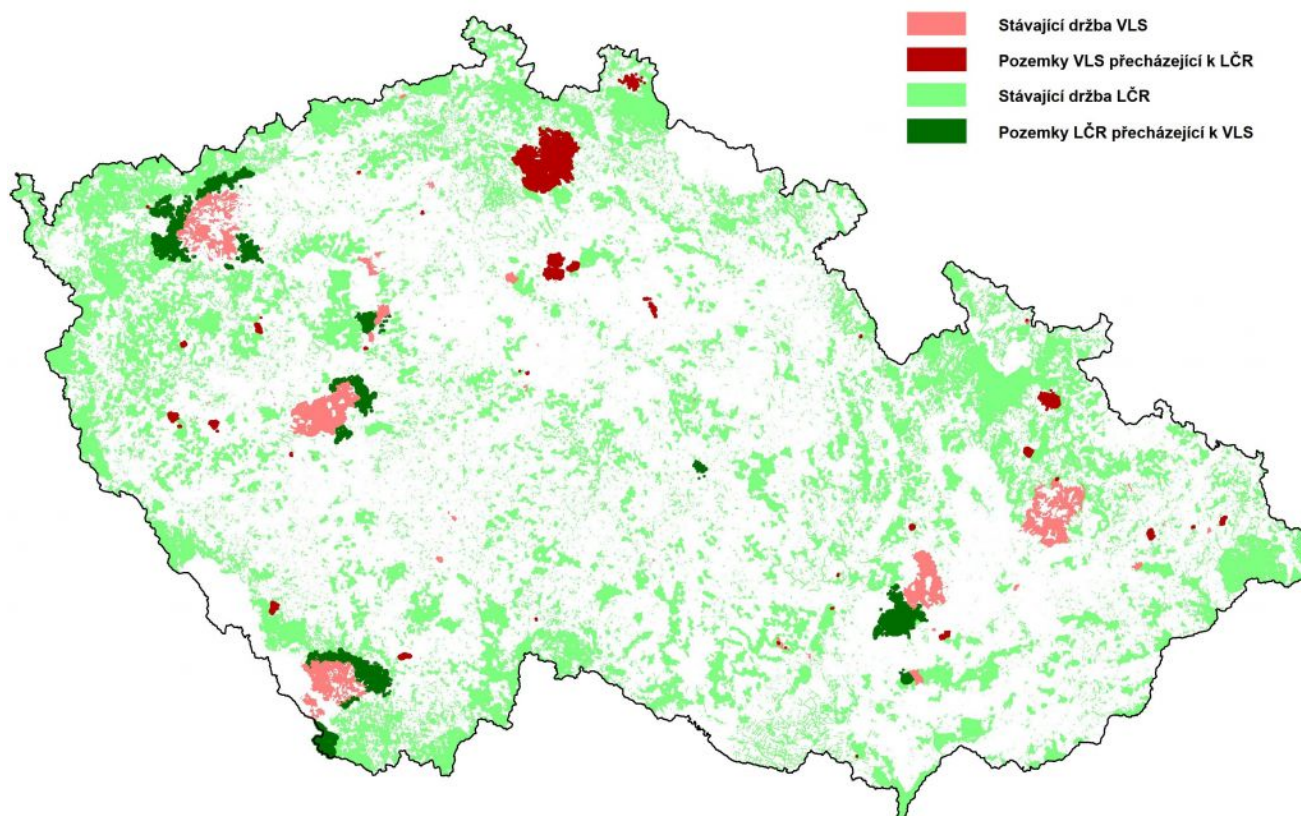 Stávající držba VLS
Pozemky VLS přecházející k LČR
Stávající držba LČR
Pozemky LČR přecházející k VLS